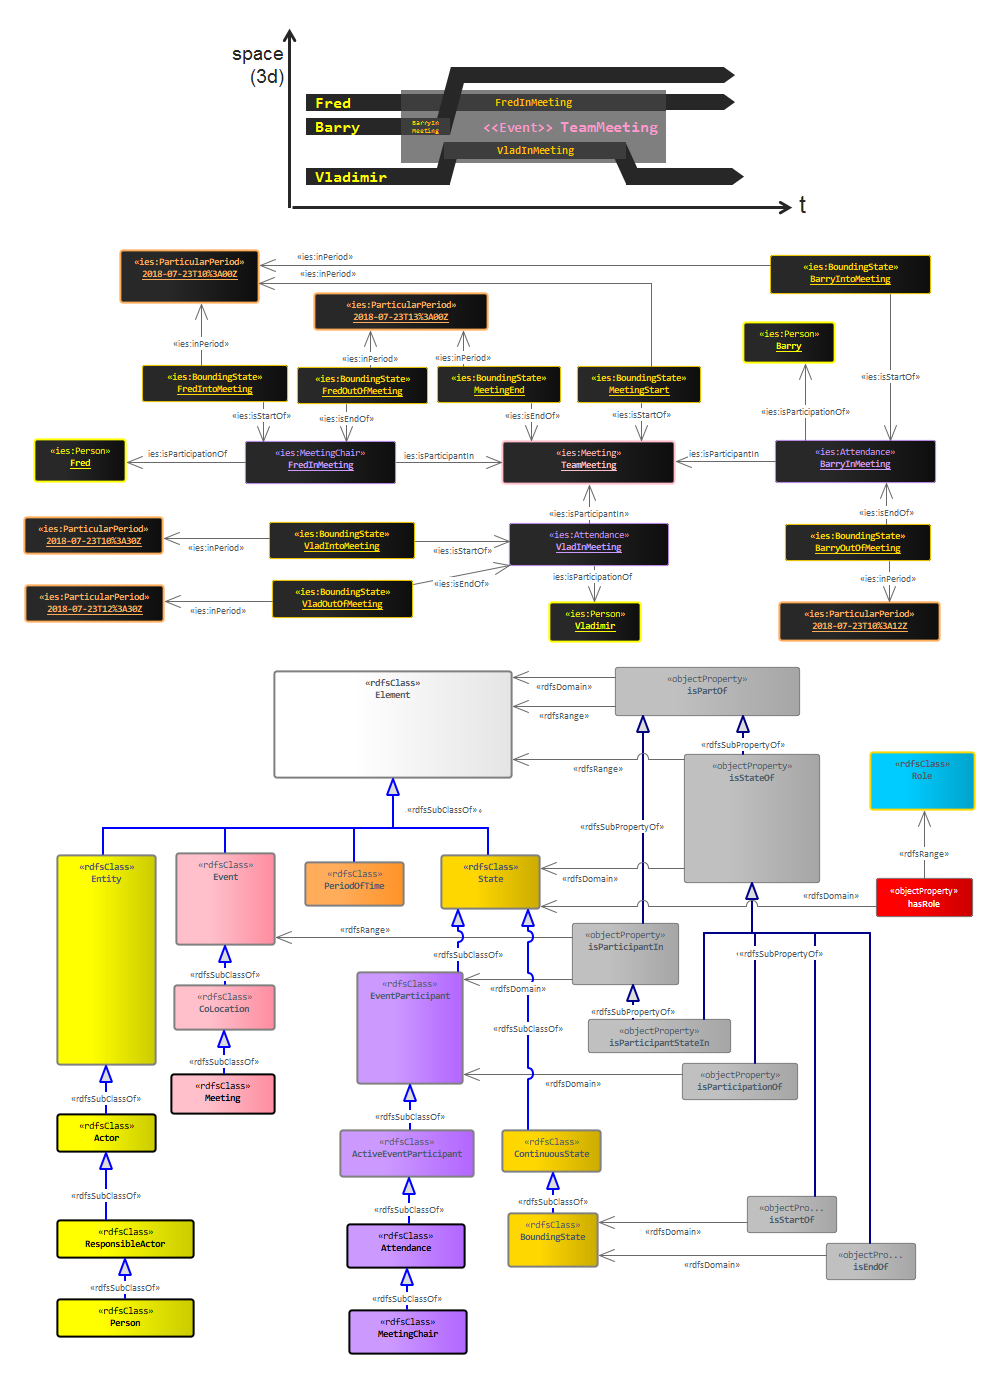 space
(3d)
Fred
FredInMeeting
Barry
BarryIn
Meeting
<<Event>> TeamMeeting
VladInMeeting
Vladimir
t
«ies:ParticularPeriod»
2018-07-23T10%3A00Z
«ies:inPeriod»
«ies:inPeriod»
«ies:BoundingState»
BarryIntoMeeting
«ies:ParticularPeriod»
2018-07-23T13%3A00Z
«ies:Person»
Barry
«ies:inPeriod»
«ies:inPeriod»
«ies:inPeriod»
«ies:BoundingState»
FredIntoMeeting
«ies:BoundingState»
FredOutOfMeeting
«ies:BoundingState»
MeetingEnd
«ies:BoundingState»
MeetingStart
«ies:isStartOf»
«ies:isStartOf»
«ies:isEndOf»
«ies:isEndOf»
«ies:isStartOf»
«ies:isParticipationOf»
«ies:Person»
Fred
ies:isParticipationOf»
«ies:MeetingChair»
FredInMeeting
«ies:isParticipantIn
«ies:Meeting»
TeamMeeting
ies:isParticipantIn
«ies:Attendance»
BarryInMeeting
«ies:isParticipantIn»
«ies:isEndOf»
«ies:ParticularPeriod»
2018-07-23T10%3A30Z
«ies:inPeriod»
«ies:BoundingState»
VladIntoMeeting
«ies:isStartOf»
«ies:Attendance»
VladInMeeting
«ies:BoundingState»
BarryOutOfMeeting
«ies:isEndOf»
«ies:isParticipationOf
«ies:inPeriod»
«ies:ParticularPeriod»
2018-07-23T12%3A30Z
«ies:inPeriod»
«ies:BoundingState»
VladOutOfMeeting
«ies:Person»
Vladimir
«ies:ParticularPeriod»
2018-07-23T10%3A12Z
«rdfsClass»
Element
«rdfsDomain»
«rdfsRange»
«objectProperty»
isPartOf
«rdfsSubPropertyOf»
«rdfsRange»
«objectProperty»
isStateOf
«rdfsClass»
Role
«rdfsSubClassOf»
«rdfsSubPropertyOf»
«rdfsRange»
«rdfsClass»
Entity
«rdfsClass»
Event
«rdfsClass»
PeriodOfTime
«rdfsClass»
State
«rdfsDomain»
«rdfsDomain»
«objectProperty»
hasRole
«rdfsRange»
«objectProperty»
isParticipantIn
«rdfsSubClassOf»
«rdfsSubPropertyOf»
«rdfsSubClassOf»
«rdfsClass»
CoLocation
«rdfsClass»
EventParticipant
«rdfsDomain»
«rdfsSubPropertyOf»
«rdfsSubClassOf»
«objectProperty»
isParticipantStateIn
«rdfsSubClassOf»
«rdfsDomain»
«objectProperty»
isParticipationOf
«rdfsClass»
Meeting
«rdfsSubClassOf»
«rdfsSubClassOf»
«rdfsClass»
Actor
«rdfsClass»
ActiveEventParticipant
«rdfsClass»
ContinuousState
«rdfsSubClassOf»
«rdfsSubClassOf»
«rdfsSubClassOf»
«rdfsClass»
ResponsibleActor
«rdfsClass»
Attendance
«rdfsClass»
BoundingState
«rdfsDomain»
«objectPro...
isStartOf
«rdfsDomain»
«objectPro...
isEndOf
«rdfsSubClassOf»
«rdfsSubClassOf»
«rdfsClass»
Person
«rdfsClass»
MeetingChair